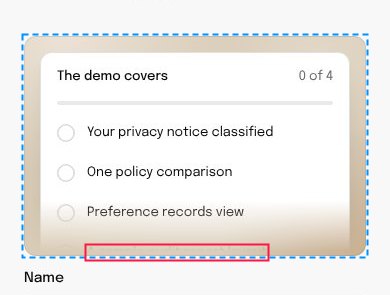 The demo covers
0 of 4
Your privacy notice classified
One policy comparison
Preference records view
Name